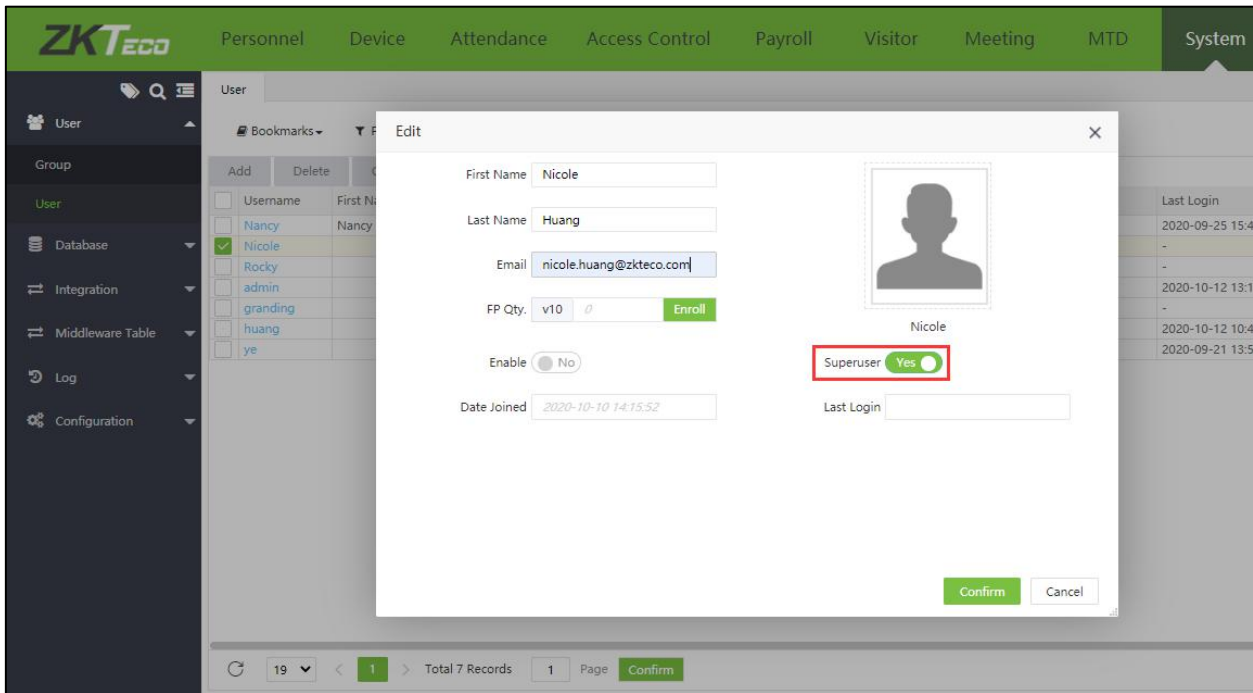 ZKTeco
Personnel Device Attendance Access Control Payroll Visitor Meeting MTD System
User
Group
User
Database
Integration
Middleware Table
Log
Configuration
User
Bookmarks
Add Delete
Username First Na Last Login
Nancy Nancy 2020-09-25 15:4
Nicole -
Rocky -
admin 2020-10-12 13:1
granding -
huang 2020-10-12 10:4
ye 2020-09-21 13:5
Edit
First Name Nicole
Last Name Huang
Email nicole.huang@zkteco.com
FP Qty. v10 0 Enroll
Nicole
Enable No Superuser Yes
Date Joined 2020-10-10 14:15:52 Last Login
Confirm Cancel
19 1 Total 7 Records 1 Page Confirm